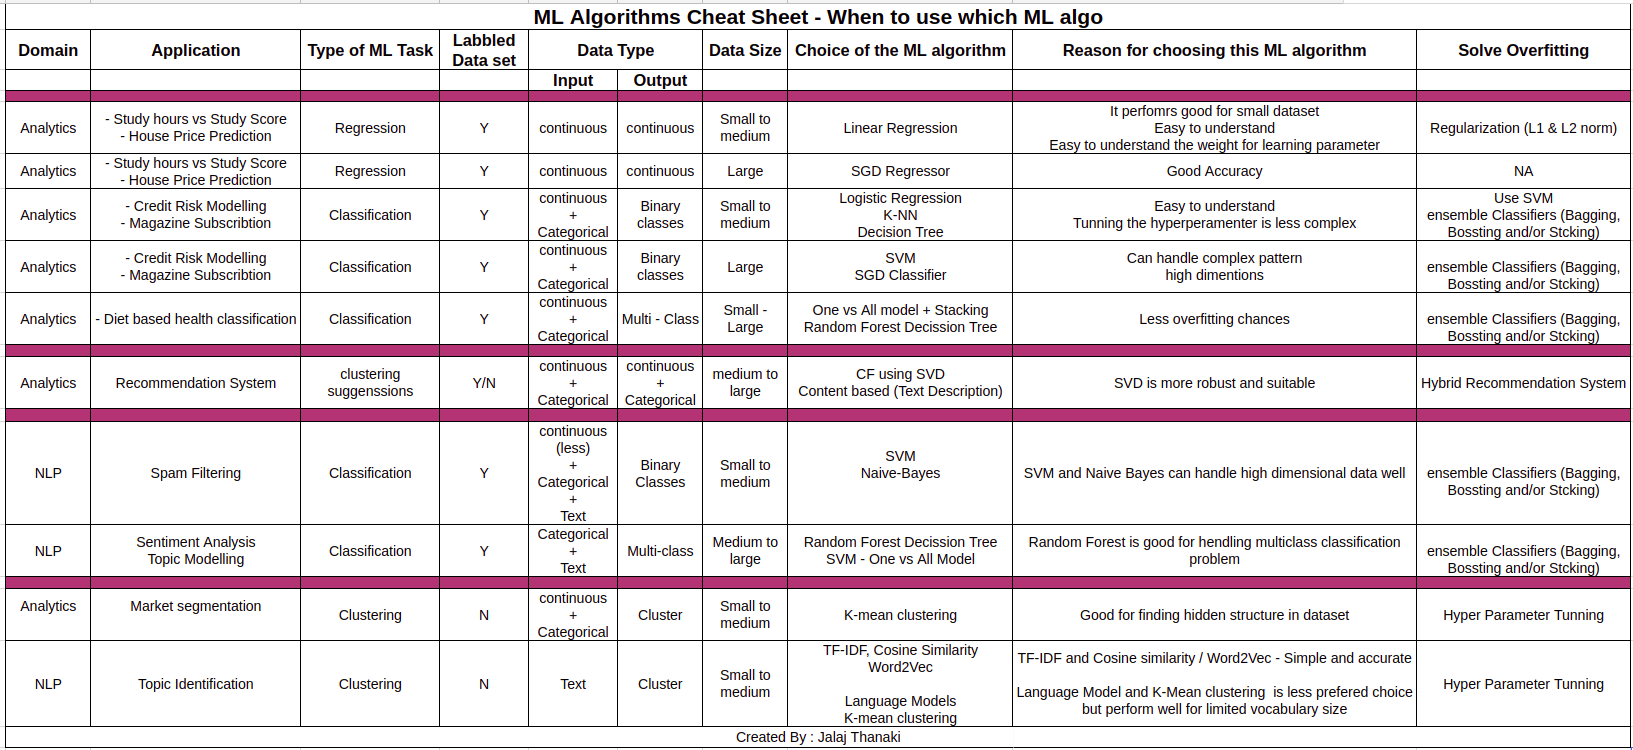 ML Algorithms Cheat Sheet - When to use which ML algo
Domain
Application
Type of ML Task
Labbled
Data set
Data Type
Data Size
Choice of the ML algorithm
Reason for choosing this ML algorithm
Solve Overfitting
Input
Output
Analytics
- Study hours vs Study Score
- House Price Prediction
Regression
Y
continuous
continuous
Small to
medium
Linear Regression
It perfomrs good for small dataset
Easy to understand
Easy to understand the weight for learning parameter
Regularization (L1 & L2 norm)
Analytics
- Study hours vs Study Score
- House Price Prediction
Regression
Y
continuous
continuous
Large
SGD Regressor
Good Accuracy
NA
Analytics
- Credit Risk Modelling
- Magazine Subscribtion
Classification
Y
continuous
+
Categorical
Binary
classes
Small to
medium
Logistic Regression
K-NN
Decision Tree
Easy to understand
Tunning the hyperperamenter is less complex
Use SVM
ensemble Classifiers (Bagging,
Bossting and/or Stcking)
Analytics
- Credit Risk Modelling
- Magazine Subscribtion
Classification
Y
continuous
+
Categorical
Binary
classes
Large
SVM
SGD Classifier
Can handle complex pattern
high dimentions
ensemble Classifiers (Bagging,
Bossting and/or Stcking)
Analytics
- Diet based health classification
Classification
Y
continuous
+
Categorical
Multi - Class
Small -
Large
One vs All model + Stacking
Random Forest Decission Tree
Less overfitting chances
ensemble Classifiers (Bagging,
Bossting and/or Stcking)
Analytics
Recommendation System
clustering
suggenssions
Y/N
continuous
+
Categorical
continuous
+
Categorical
medium to
large
CF using SVD
Content based (Text Description)
SVD is more robust and suitable
Hybrid Recommendation System
NLP
Spam Filtering
Classification
Y
continuous
(less)
+
Categorical
+
Text
Binary
Classes
Small to
medium
SVM
Naive-Bayes
SVM and Naive Bayes can handle high dimensional data well
ensemble Classifiers (Bagging,
Bossting and/or Stcking)
NLP
Sentiment Analysis
Topic Modelling
Classification
Y
Categorical
+
Text
Multi-class
Medium to
large
Random Forest Decission Tree
SVM - One vs All Model
Random Forest is good for hendling multiclass classification
problem
ensemble Classifiers (Bagging,
Bossting and/or Stcking)
Analytics
Market segmentation
Clustering
N
continuous
+
Categorical
Cluster
Small to
medium
K-mean clustering
Good for finding hidden structure in dataset
Hyper Parameter Tunning
NLP
Topic Identification
Clustering
N
Text
Cluster
Small to
medium
TF-IDF, Cosine Similarity
Word2Vec
Language Models
K-mean clustering
TF-IDF and Cosine similarity / Word2Vec - Simple and accurate
Language Model and K-Mean clustering  is less prefered choice
but perform well for limited vocabulary size
Hyper Parameter Tunning
Created By : Jalaj Thanaki